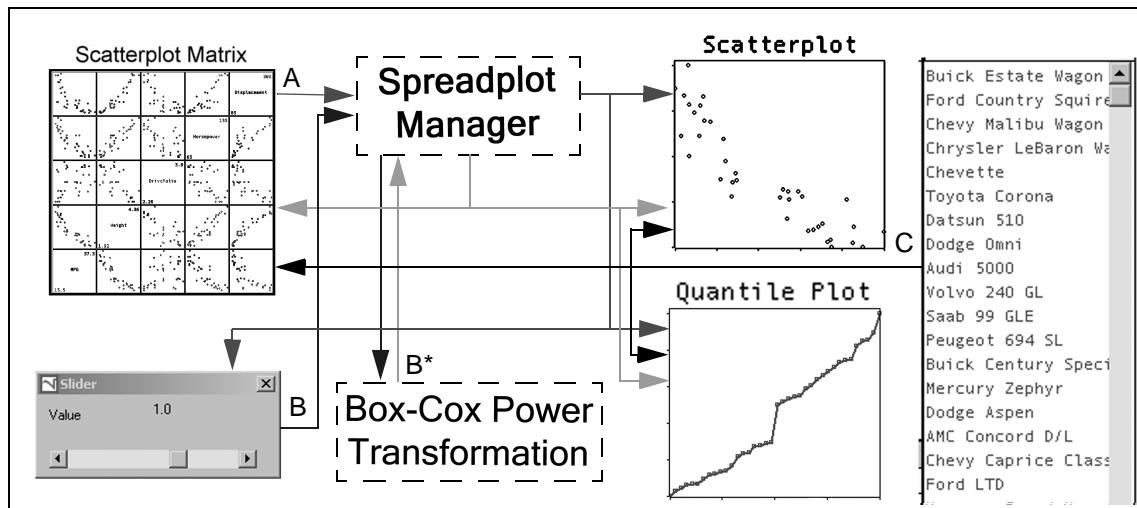 Scatterplot Matrix
Displacement
Horsepower
DriveRatio
Weight
MPG
A
Spreadplot
Manager
Scatterplot
C
Quantile Plot
Slider
Value
1.0
B
B*
Box-Cox Power
Transformation
Buick Estate Wagon
Ford Country Squire
Chevy Malibu Wagon
Chrysler LeBaron Wa
Chevette
Toyota Corona
Datsun 510
Dodge Omni
Audi 5000
Volvo 240 GL
Saab 99 GLE
Peugeot 694 SL
Buick Century Speci
Mercury Zephyr
Dodge Aspen
AMC Concord D/L
Chevy Caprice Class
Ford LTD